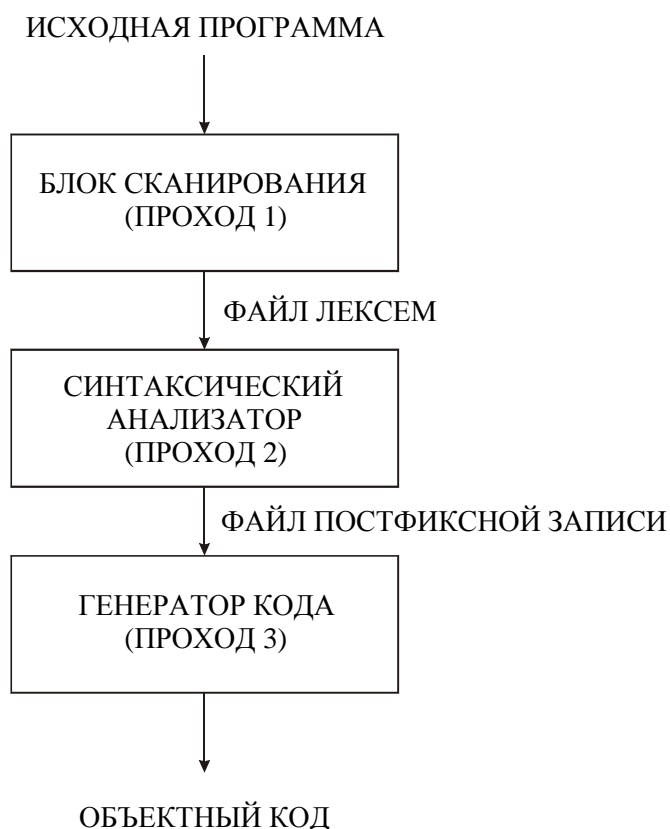 ИСХОДНАЯ ПРОГРАММА
БЛОК СКАНИРОВАНИЯ
(ПРОХОД 1)
ФАЙЛ ЛЕКСЕМ
СИНТАКСИЧЕСКИЙ
АНАЛИЗАТОР
(ПРОХОД 2)
ФАЙЛ ПОСТФИКСНОЙ ЗАПИСИ
ГЕНЕРАТОР КОДА
(ПРОХОД 3)
ОБЪЕКТНЫЙ КОД